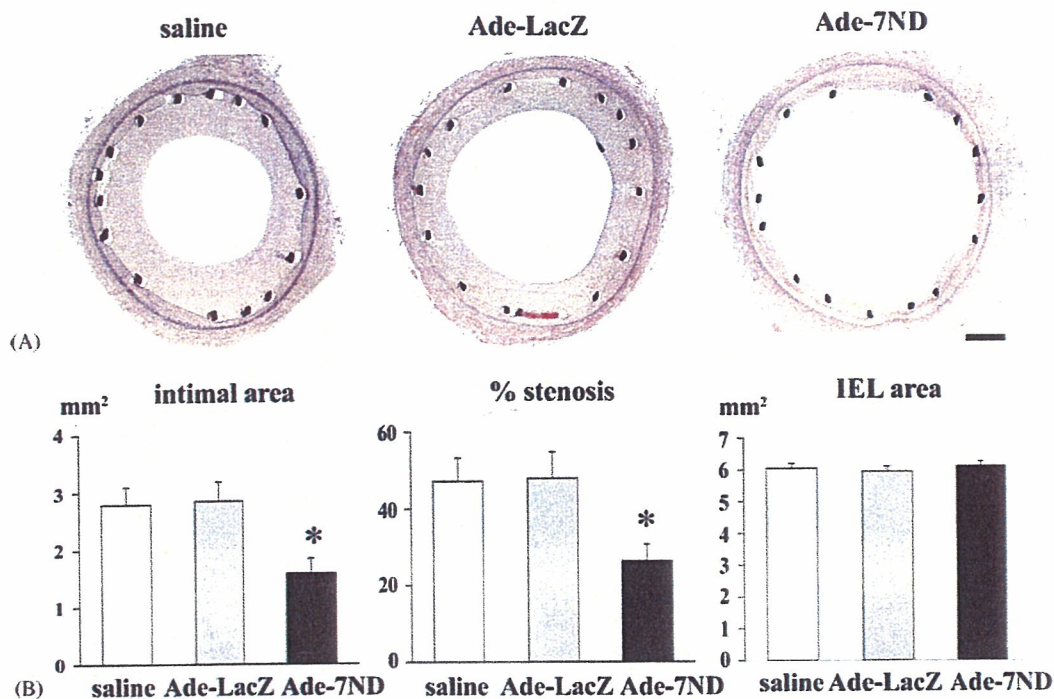 saline Ade-LacZ Ade-7ND
(A)
intimal area % stenosis IEL area
mm² mm²
4 60 7
3 40 6
2 20 5
1 0 4
0 3
2
1
0
* *
(B) saline Ade-LacZ Ade-7ND saline Ade-LacZ Ade-7ND saline Ade-LacZ Ade-7ND